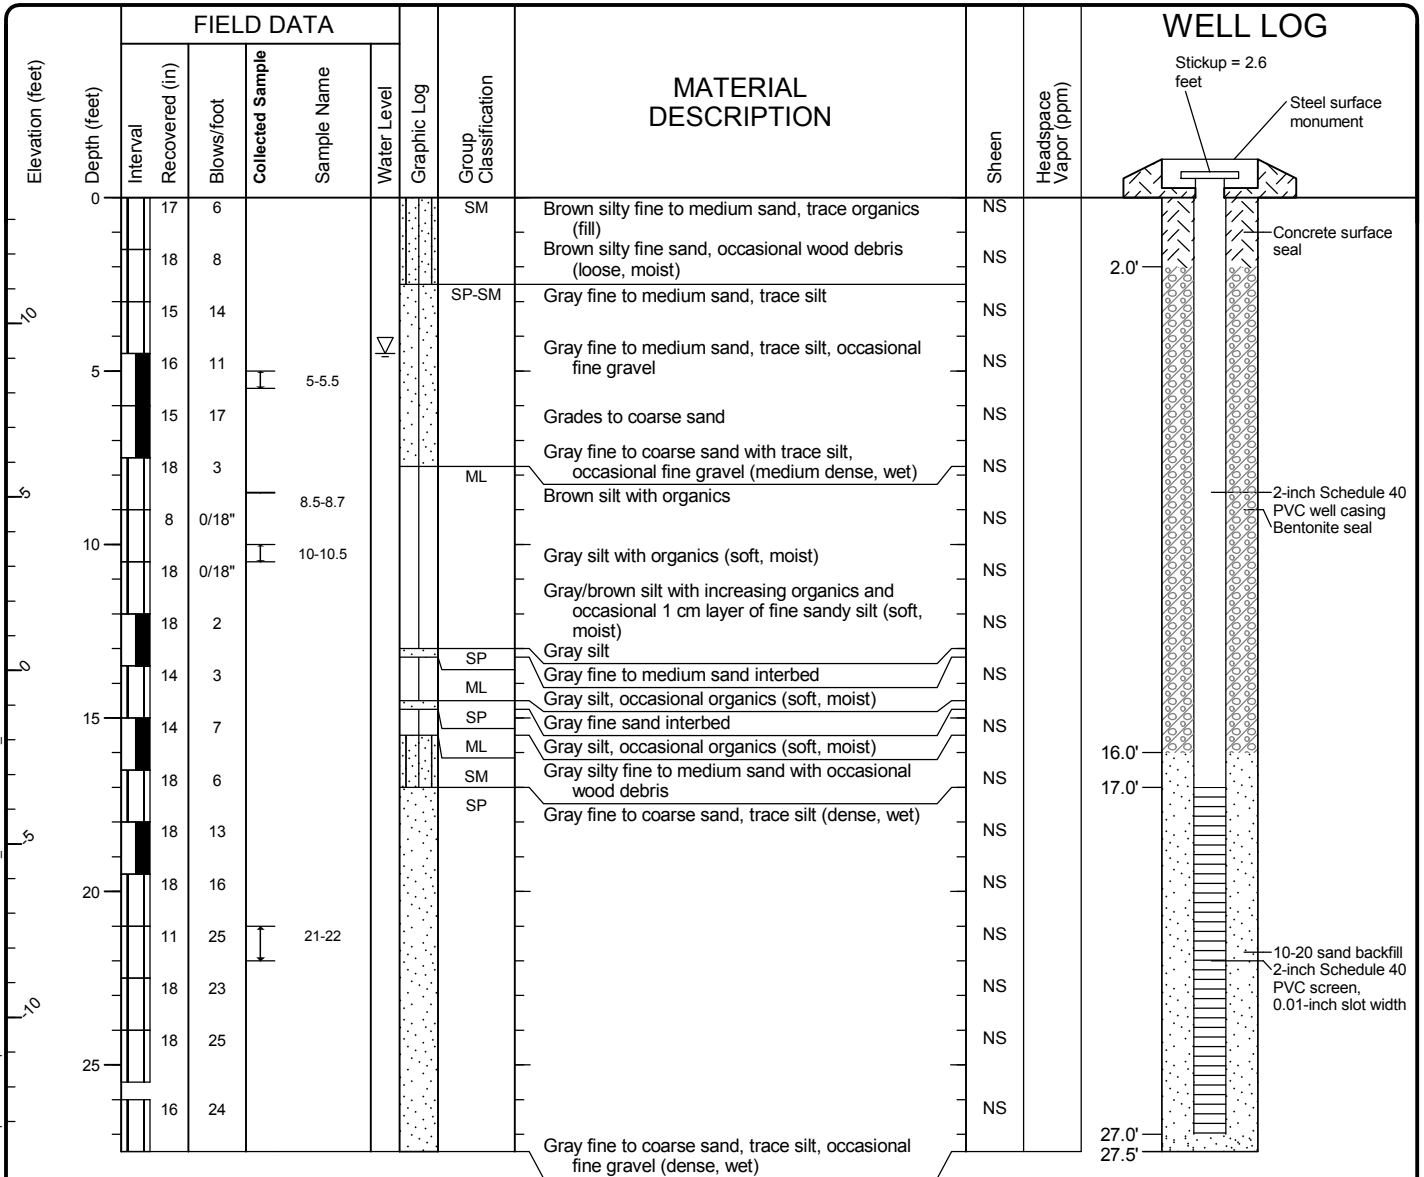 FIELD DATA
WELL LOG
Elevation (feet)
Depth (feet)
Interval
Recovered (in)
Blows/foot
Collected Sample
Sample Name
Water Level
Graphic Log
Group
Classification
MATERIAL
DESCRIPTION
Sheen
Headspace
Vapor (ppm)
Stickup = 2.6
feet
Steel surface
monument
0
17 6 SM Brown silty fine to medium sand, trace organics NS
(fill)
18 8 Brown silty fine sand, occasional wood debris NS
(loose, moist)
Concrete surface
seal
2.0'
SP-SM Gray fine to medium sand, trace silt
15 14 NS
10
Gray fine to medium sand, trace silt, occasional
fine gravel
16 11 NS
5
5-5.5
15 17 Grades to coarse sand NS
Gray fine to coarse sand with trace silt,
occasional fine gravel (medium dense, wet)
18 3 NS
ML
5
Brown silt with organics
8.5-8.7
8 0/18" NS
2-inch Schedule 40
PVC well casing
Bentonite seal
10
10-10.5
Gray silt with organics (soft, moist)
18 0/18" NS
Gray/brown silt with increasing organics and
occasional 1 cm layer of fine sandy silt (soft,
moist)
18 2 NS
Gray silt
0
SP
Gray fine to medium sand interbed
14 3 NS
ML
Gray silt, occasional organics (soft, moist)
15
SP
Gray fine sand interbed
14 7 NS
ML
Gray silt, occasional organics (soft, moist)
16.0'
SM
Gray silty fine to medium sand with occasional
wood debris
18 6 NS
17.0'
SP
Gray fine to coarse sand, trace silt (dense, wet)
18 13 NS
-5
18 16 NS
20
11 25 21-22 NS
10-20 sand backfill
2-inch Schedule 40
PVC screen,
0.01-inch slot width
18 23 NS
-10
18 25 NS
25
16 24 NS
27.0'
Gray fine to coarse sand, trace silt, occasional
fine gravel (dense, wet)
27.5'